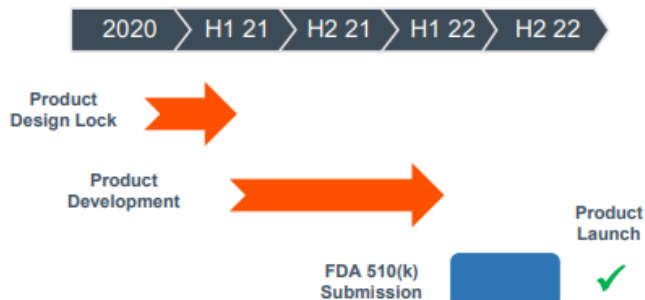 2020 H1 21 H2 21 H1 22 H2 22
Product
Design Lock
Product
Development
Product
Launch
FDA 510(k)
Submission